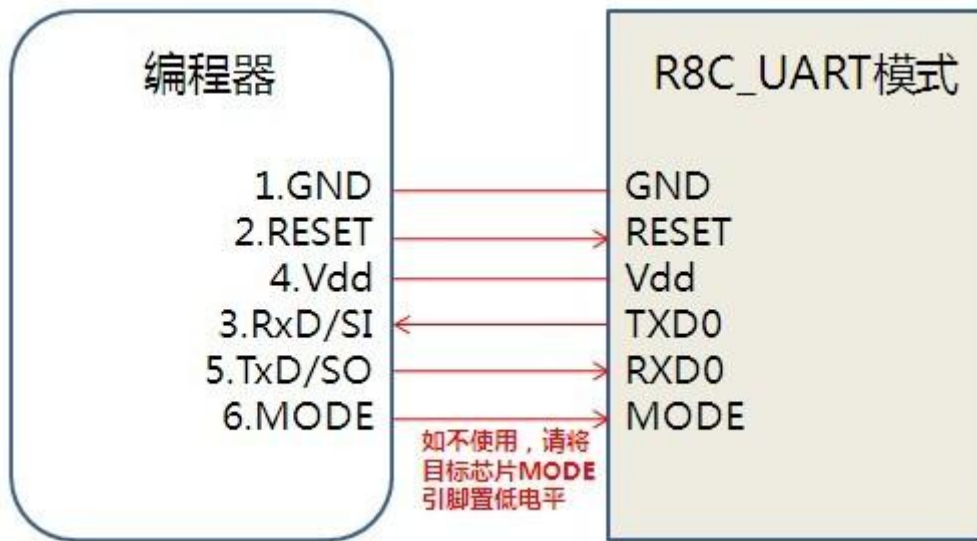 编程器
R8C_UART模式
1.GND
GND
2.RESET
RESET
4.Vdd
Vdd
3.RxD/SI
TXD0
5.TxD/SO
RXD0
6.MODE
MODE
如不使用，请将
目标芯片MODE
引脚置低电平